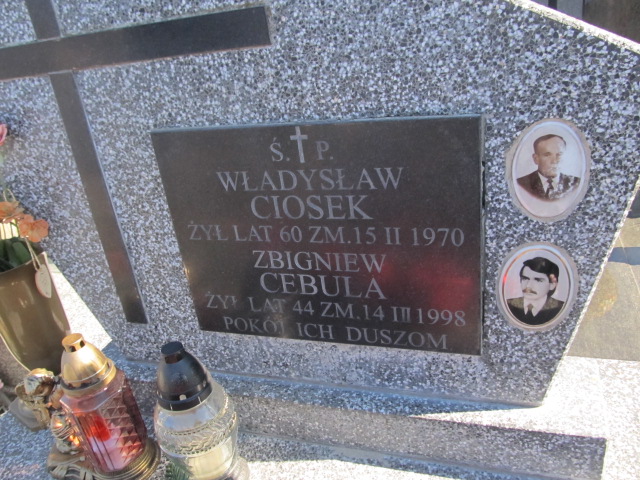 Ś. P.
WŁADYSŁAW
CIOSEK
ŻYŁ LAT 60 ZM. 15 II 1970
ZBIGNIEW
CEBULA
ŻYŁ LAT 44 ZM. 14 III 1998
POKÓJ ICH DUSZOM